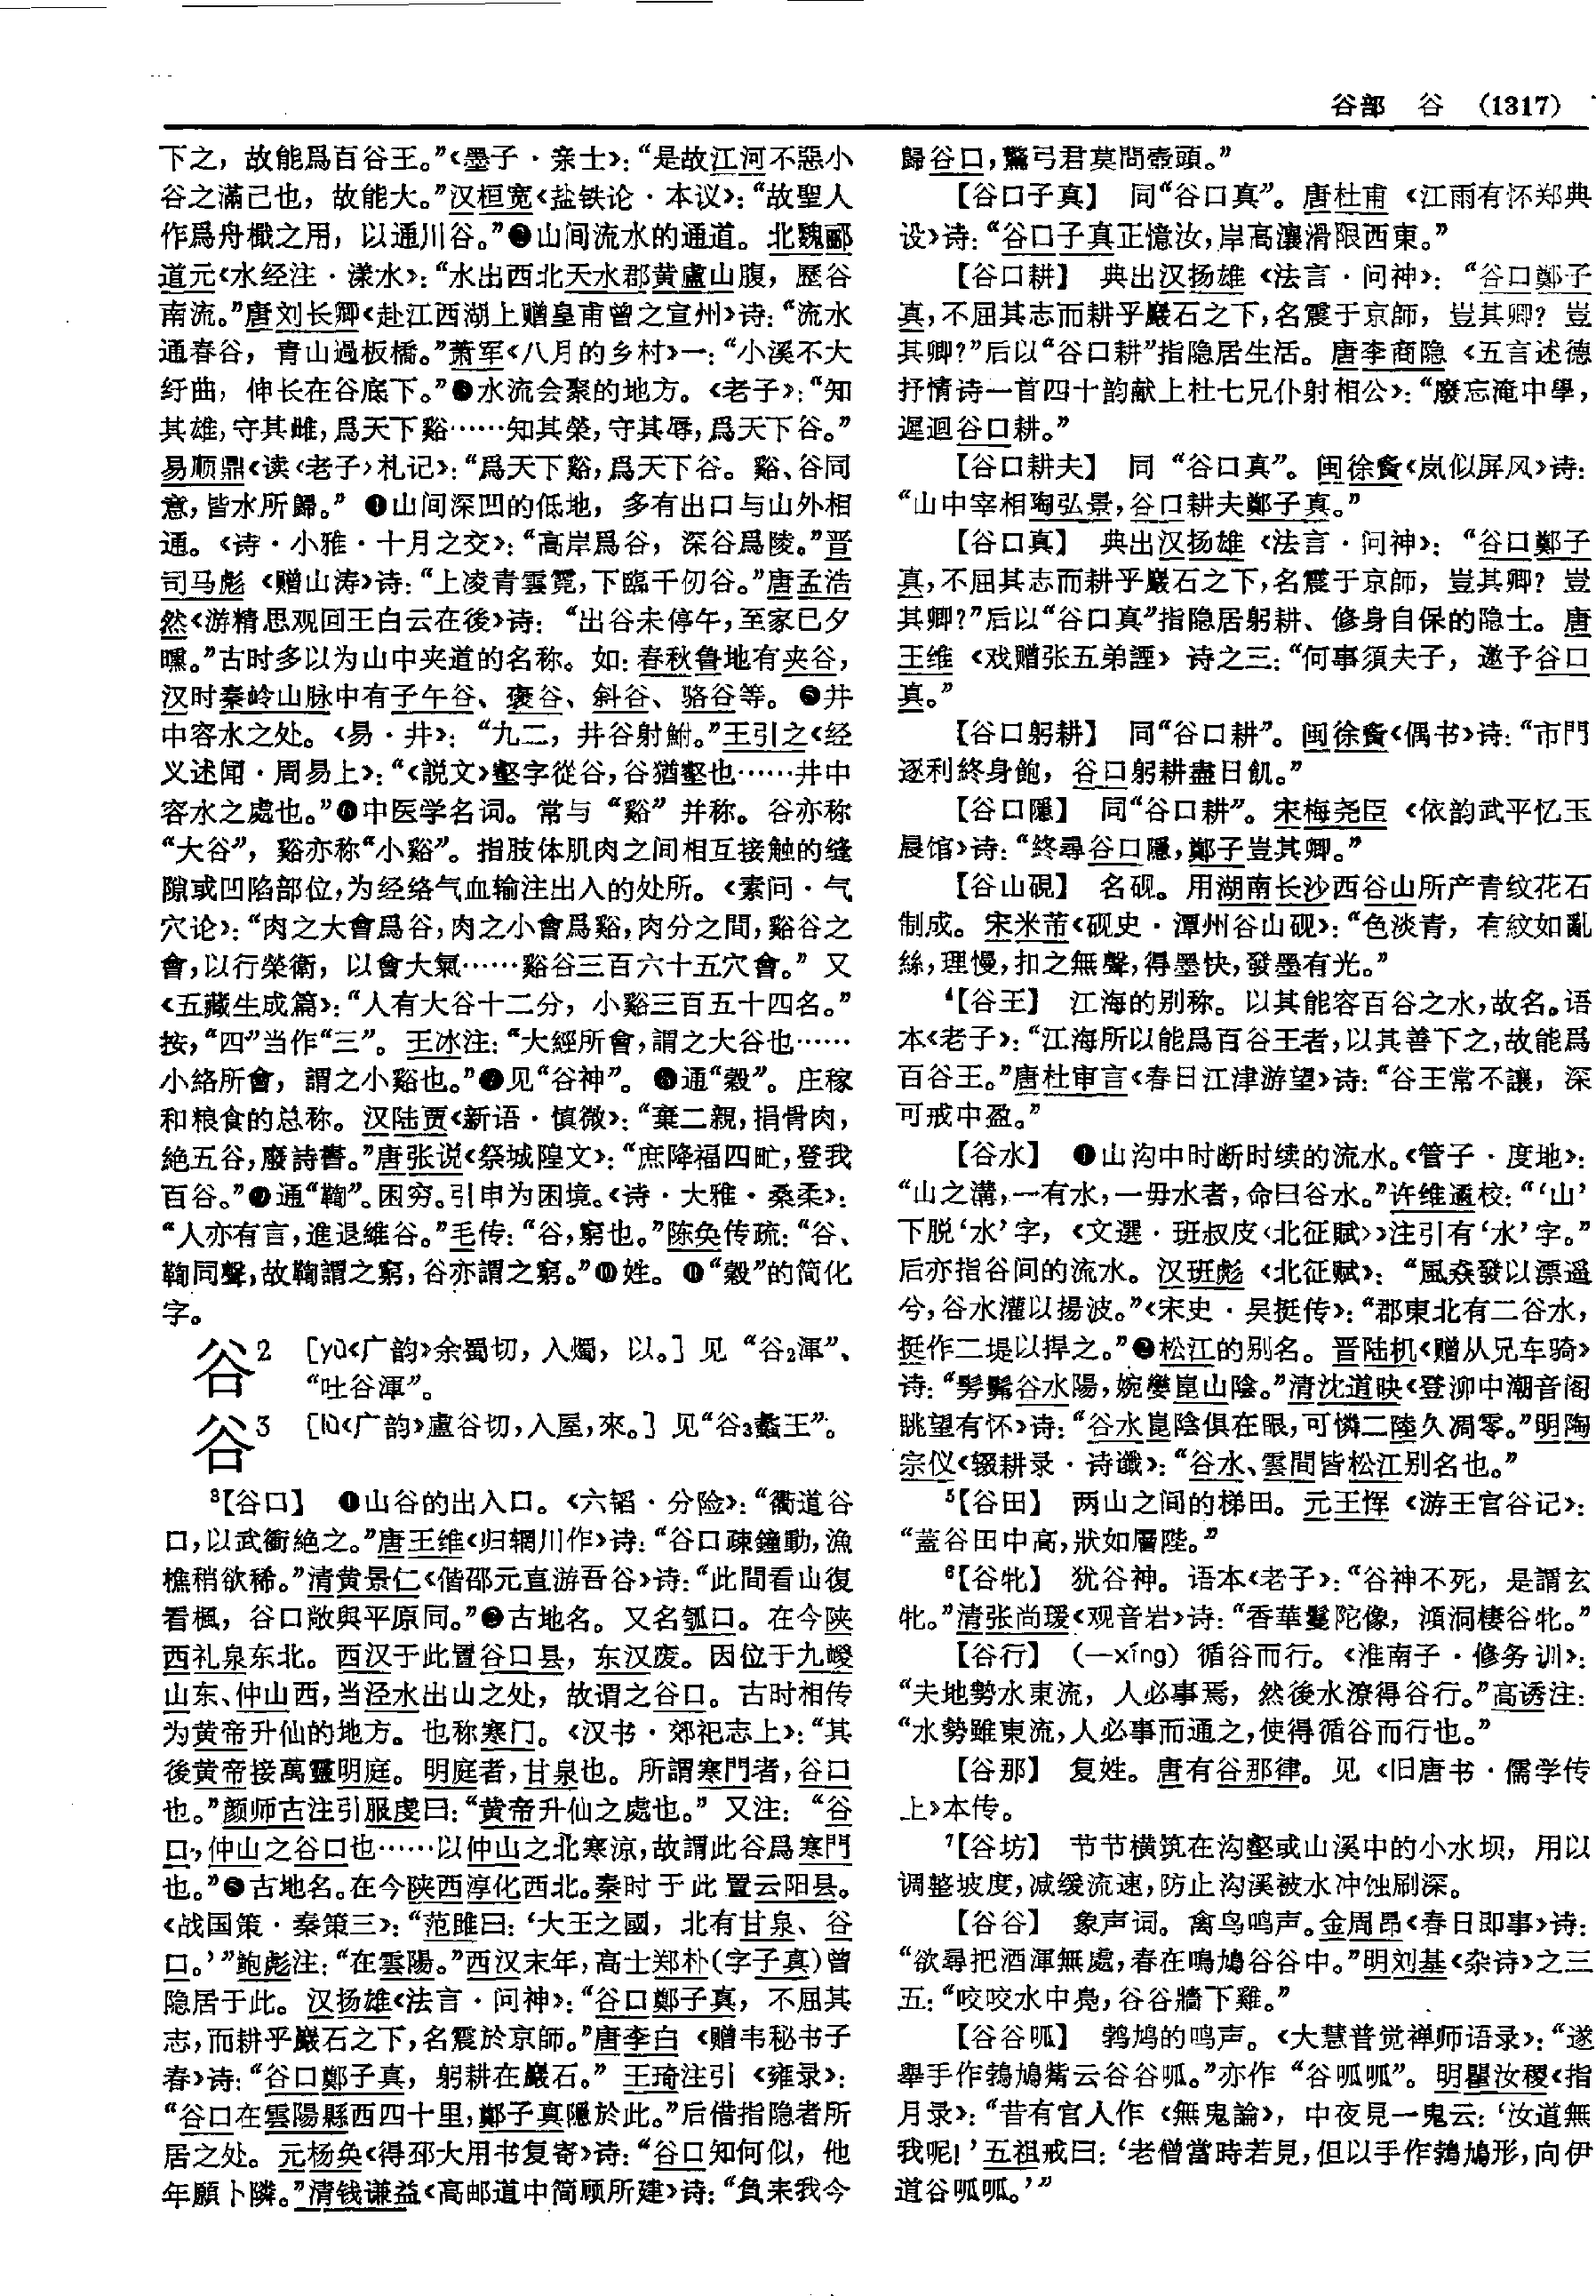 谷部　谷　（1317）
下之，故能爲百谷王。”《墨子·亲士》：“是故江河不惡小
谷之滿己也，故能大。”汉桓宽《盐铁论·本议》：“故聖人
作爲舟檝之用，以通川谷。”❷山间流水的通道。北魏郦
道元《水经注·漾水》：“水出西北天水郡黄盧山腹，歷谷
南流。”唐刘长卿《赴江西湖上赠皇甫曾之宣州》诗：“流水
通春谷，青山過板橋。”萧军《八月的乡村》一：“小溪不大
纡曲，伸长在谷底下。”❸水流会聚的地方。《老子》：“知
其雄，守其雌，爲天下谿……知其榮，守其辱，爲天下谷。”
易顺鼎《读〈老子〉札记》：“爲天下谿，爲天下谷。谿、谷同
意，皆水所歸。”❹山间深凹的低地，多有出口与山外相
通。《诗·小雅·十月之交》：“高岸爲谷，深谷爲陵。”晋
司马彪《赠山涛》诗：“上凌青雲霓，下臨千仞谷。”唐孟浩
然《游精思观回王白云在後》诗：“出谷未停午，至家已夕
曛。”古时多以为山中夹道的名称。如：春秋鲁地有夹谷，
汉时秦岭山脉中有子午谷、褒谷、斜谷、骆谷等。❺井
中容水之处。《易·井》：“九二，井谷射鲋。”王引之《经
义述闻·周易上》：“《説文》壑字從谷，谷猶壑也……井中
容水之處也。”❻中医学名词。常与“谿”并称。谷亦称
“大谷”，谿亦称“小谿”。指肢体肌肉之间相互接触的缝
隙或凹陷部位，为经络气血输注出入的处所。《素问·气
穴论》：“肉之大會爲谷，肉之小會爲谿，肉分之間，谿谷之
會，以行榮衛，以會大氣……谿谷三百六十五穴會。”又
《五藏生成篇》：“人有大谷十二分，小谿三百五十四名。”
按，“四”当作“三”。王冰注：“大經所會，謂之大谷也……
小絡所會，謂之小谿也。”❼见“谷神”。❽通“穀”。庄稼
和粮食的总称。汉陆贾《新语·慎微》：“棄二親，捐骨肉，
絶五谷，廢詩書。”唐张说《祭城隍文》：“庶降福四甿，登我
百谷。”❾通“鞫”。困穷。引申为困境。《诗·大雅·桑柔》：
“人亦有言，進退維谷。”毛传：“谷，窮也。”陈奂传疏：“谷、
鞫同聲，故鞫謂之窮，谷亦謂之窮。”❿姓。⓫“穀”的简化
字。
谷2　［yù《广韵》余蜀切，入燭，以。］见“谷2渾”、
“吐谷渾”。
谷3　［lù《广韵》盧谷切，入屋，來。］见“谷3蠡王”。
3【谷口】　❶山谷的出入口。《六韬·分险》：“衢道谷
口，以武衝絶之。”唐王维《归辋川作》诗：“谷口疎鐘動，漁
樵稍欲稀。”清黄景仁《偕邵元直游吾谷》诗：“此間看山復
看楓，谷口敞與平原同。”❷古地名。又名瓠口。在今陕
西礼泉东北。西汉于此置谷口县，东汉废。因位于九嵕
山东、仲山西，当泾水出山之处，故谓之谷口。古时相传
为黄帝升仙的地方。也称寒门。《汉书·郊祀志上》：“其
後黄帝接萬靈明庭。明庭者，甘泉也。所謂寒門者，谷口
也。”颜师古注引服虔曰：“黄帝升仙之處也。”又注：“谷
口，仲山之谷口也……以仲山之北寒涼，故謂此谷爲寒門
也。”❸古地名。在今陕西淳化西北。秦时于此置云阳县。
《战国策·秦策三》：“范雎曰：‘大王之國，北有甘泉、谷
口。’”鲍彪注：“在雲陽。”西汉末年，高士郑朴（字子真）曾
隐居于此。汉扬雄《法言·问神》：“谷口鄭子真，不屈其
志，而耕乎巖石之下，名震於京師。”唐李白《赠韦秘书子
春》诗：“谷口鄭子真，躬耕在巖石。”王琦注引《雍录》：
“谷口在雲陽縣西四十里，鄭子真隱於此。”后借指隐者所
居之处。元杨奂《得邳大用书复寄》诗：“谷口知何似，他
年願卜隣。”清钱谦益《高邮道中简顾所建》诗：“負耒我今
歸谷口，驚弓君莫問壺頭。”
【谷口子真】　同“谷口真”。唐杜甫《江雨有怀郑典
设》诗：“谷口子真正憶汝，岸高瀼滑限西東。”
【谷口耕】　典出汉扬雄《法言·问神》：“谷口鄭子
真，不屈其志而耕乎巖石之下，名震于京師，豈其卿？豈
其卿？”后以“谷口耕”指隐居生活。唐李商隐《五言述德
抒情诗一首四十韵献上杜七兄仆射相公》：“廢忘淹中學，
遲迴谷口耕。”
【谷口耕夫】　同“谷口真”。闽徐夤《岚似屏风》诗：
“山中宰相陶弘景，谷口耕夫鄭子真。”
【谷口真】　典出汉扬雄《法言·问神》：“谷口鄭子
真，不屈其志而耕乎巖石之下，名震于京師，豈其卿？豈
其卿？”后以“谷口真”指隐居躬耕、修身自保的隐士。唐
王维《戏赠张五弟諲》诗之三：“何事須夫子，邀予谷口
真。”
【谷口躬耕】　同“谷口耕”。闽徐夤《偶书》诗：“市門
逐利終身飽，谷口躬耕盡日飢。”
【谷口隱】　同“谷口耕”。宋梅尧臣《依韵武平忆玉
晨馆》诗：“終尋谷口隱，鄭子豈其卿。”
【谷山硯】　名砚。用湖南长沙西谷山所产青纹花石
制成。宋米芾《砚史·潭州谷山砚》：“色淡青，有紋如亂
絲，理慢，扣之無聲，得墨快，發墨有光。”
4【谷王】　江海的别称。以其能容百谷之水，故名。语
本《老子》：“江海所以能爲百谷王者，以其善下之，故能爲
百谷王。”唐杜审言《春日江津游望》诗：“谷王常不讓，深
可戒中盈。”
【谷水】　❶山沟中时断时续的流水。《管子·度地》：
“山之溝，一有水，一毋水者，命曰谷水。”许维遹校：“‘山’
下脱‘水’字，《文選·班叔皮〈北征賦〉》注引有‘水’字。”
后亦指谷间的流水。汉班彪《北征赋》：“風猋發以漂遥
兮，谷水灌以揚波。”《宋史·吴挺传》：“郡東北有二谷水，
挺作二堤以捍之。”❷松江的别名。晋陆机《赠从兄车骑》
诗：“髣髴谷水陽，婉孌崑山陰。”清沈道映《登泖中潮音阁
眺望有怀》诗：“谷水崑陰俱在眼，可憐二陸久凋零。”明陶
宗仪《辍耕录·诗谶》：“谷水、雲間皆松江别名也。”
5【谷田】　两山之间的梯田。元王恽《游王官谷记》：
“蓋谷田中高，狀如層陛。”
6【谷牝】　犹谷神。语本《老子》：“谷神不死，是謂玄
牝。”清张尚瑗《观音岩》诗：“香華鬘陀像，澒洞棲谷牝。”
【谷行】　（—xíng）循谷而行。《淮南子·修务训》：
“夫地勢水東流，人必事焉，然後水潦得谷行。”高诱注：
“水勢雖東流，人必事而通之，使得循谷而行也。”
【谷那】　复姓。唐有谷那律。见《旧唐书·儒学传
上》本传。
7【谷坊】　节节横筑在沟壑或山溪中的小水坝，用以
调整坡度，减缓流速，防止沟溪被水冲蚀刷深。
【谷谷】　象声词。禽鸟鸣声。金周昂《春日即事》诗：
“欲尋把酒渾無處，春在鳴鳩谷谷中。”明刘基《杂诗》之三
五：“咬咬水中凫，谷谷牆下雞。”
【谷谷呱】　鹁鸠的鸣声。《大慧普觉禅师语录》：“遂
舉手作鵓鳩觜云谷谷呱。”亦作“谷呱呱”。明瞿汝稷《指
月录》：“昔有官人作《無鬼論》，中夜見一鬼云：‘汝道無
我呢！’五祖戒曰：‘老僧當時若見，但以手作鵓鳩形，向伊
道谷呱呱。’”